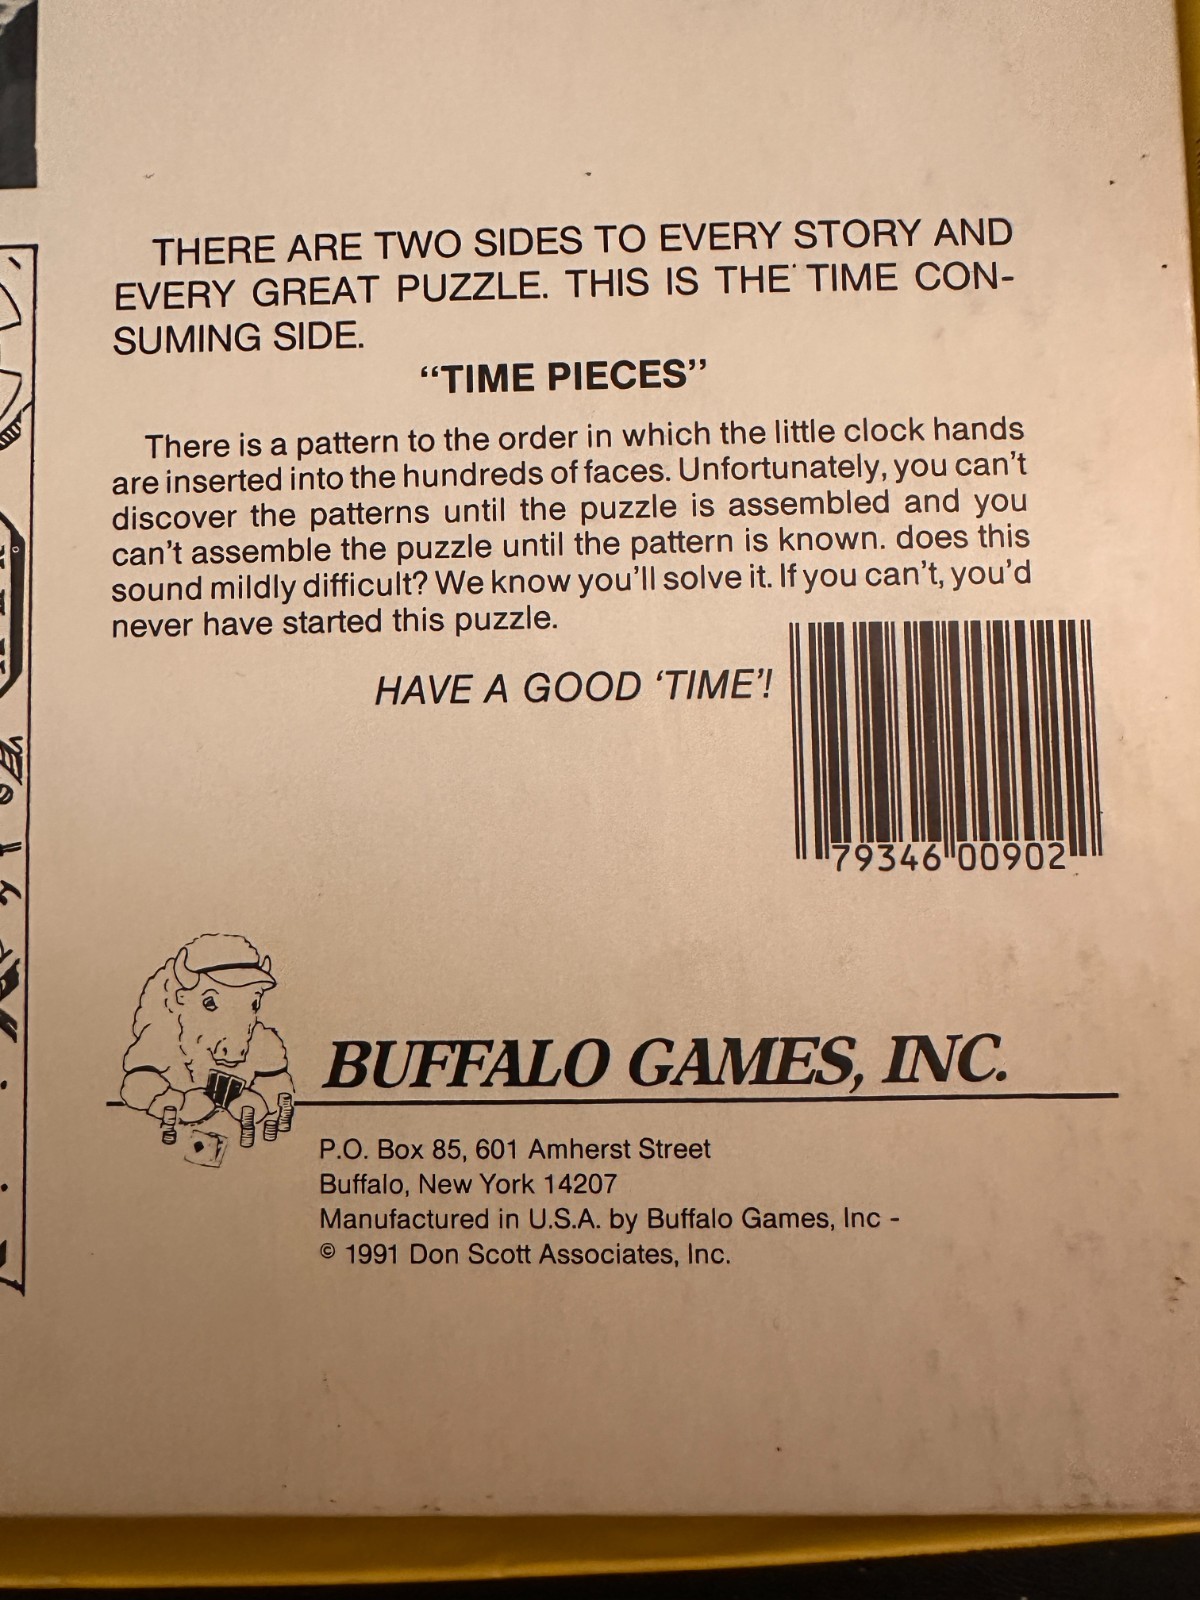 THERE ARE TWO SIDES TO EVERY STORY AND
EVERY GREAT PUZZLE. THIS IS THE TIME CON-
SUMING SIDE.
“TIME PIECES”
There is a pattern to the order in which the little clock hands
are inserted into the hundreds of faces. Unfortunately, you can’t
discover the patterns until the puzzle is assembled and you
can’t assemble the puzzle until the pattern is known. does this
sound mildly difficult? We know you’ll solve it. If you can’t, you’d
never have started this puzzle.
HAVE A GOOD ‘TIME’!
79346 00902
BUFFALO GAMES, INC.
P.O. Box 85, 601 Amherst Street
Buffalo, New York 14207
Manufactured in U.S.A. by Buffalo Games, Inc -
© 1991 Don Scott Associates, Inc.